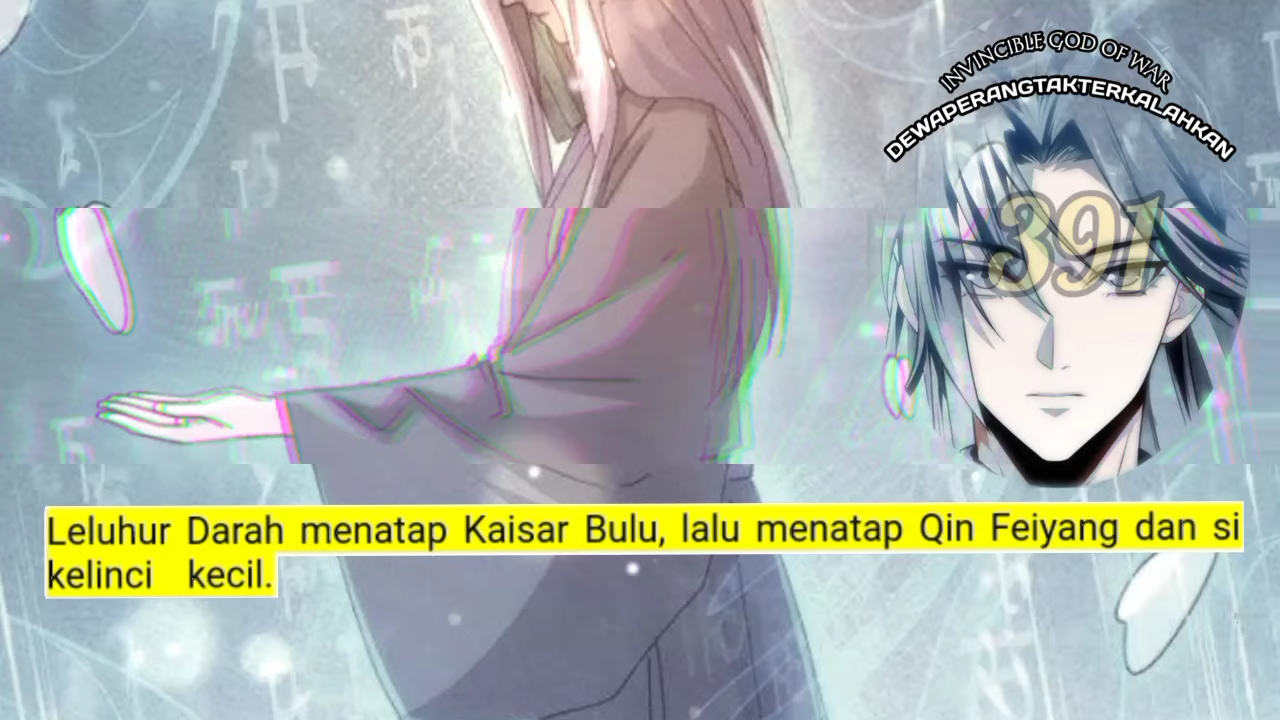 INVINCIBLE GOD OF WAR
DEWAPERANGTAKTERKALAHKAN
391
Leluhur Darah menatap Kaisar Bulu, lalu menatap Qin Feiyang dan si
kelinci kecil.